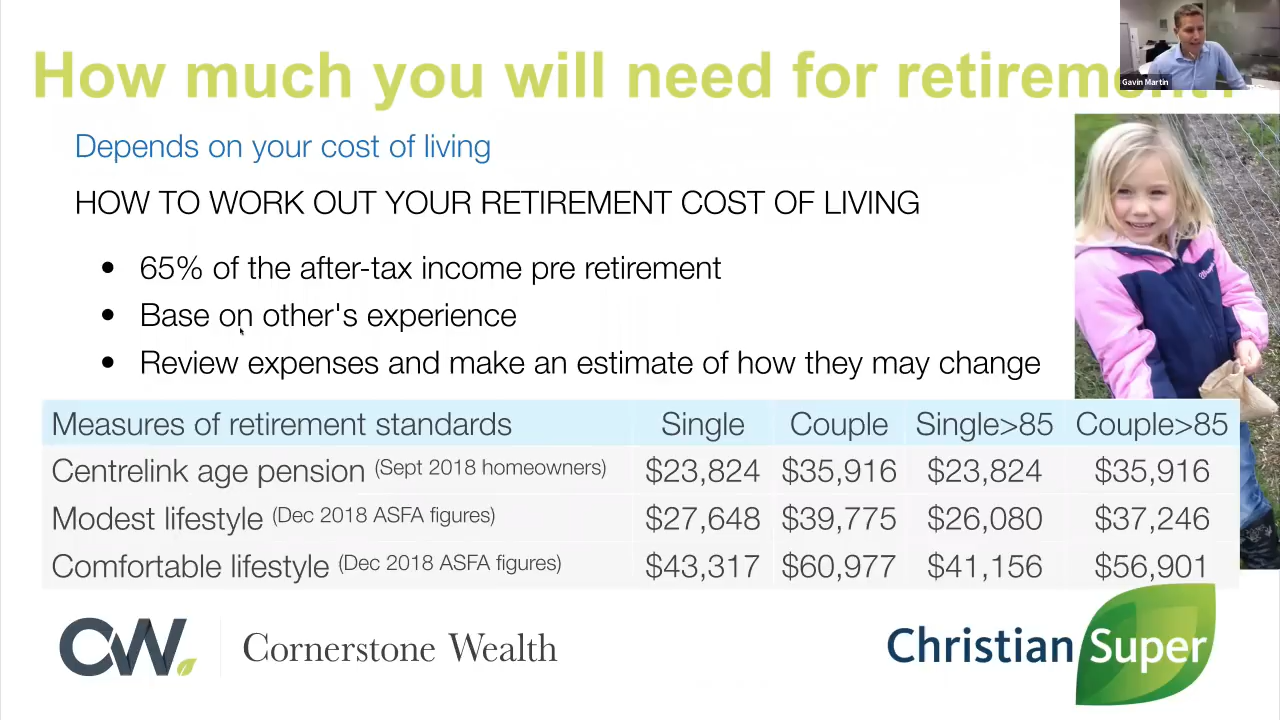 How much you will need for retirement?
Gavin Martin
Depends on your cost of living
HOW TO WORK OUT YOUR RETIREMENT COST OF LIVING
• 65% of the after-tax income pre retirement
• Base on other's experience
• Review expenses and make an estimate of how they may change
Measures of retirement standards Single Couple Single>85 Couple>85
Centrelink age pension (Sept 2018 homeowners) $23,824 $35,916 $23,824 $35,916
Modest lifestyle (Dec 2018 ASFA figures) $27,648 $39,775 $26,080 $37,246
Comfortable lifestyle (Dec 2018 ASFA figures) $43,317 $60,977 $41,156 $56,901
CW. Cornerstone Wealth
Christian Super